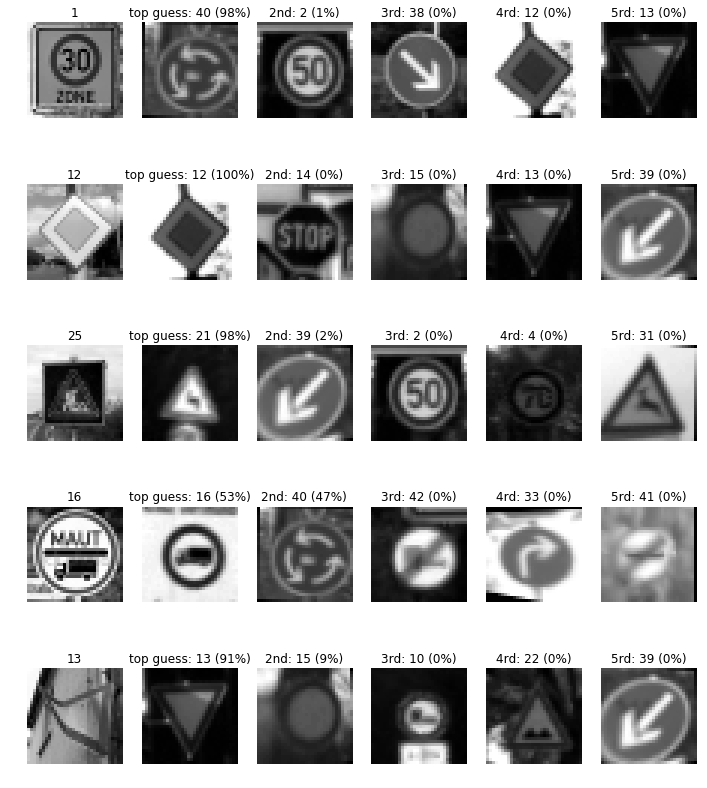 1 top guess: 40 (98%) 2nd: 2 (1%) 3rd: 38 (0%) 4rd: 12 (0%) 5rd: 13 (0%)
30 50
ZONE
12 top guess: 12 (100%) 2nd: 14 (0%) 3rd: 15 (0%) 4rd: 13 (0%) 5rd: 39 (0%)
STOP
25 top guess: 21 (98%) 2nd: 39 (2%) 3rd: 2 (0%) 4rd: 4 (0%) 5rd: 31 (0%)
50 70
16 top guess: 16 (53%) 2nd: 40 (47%) 3rd: 42 (0%) 4rd: 33 (0%) 5rd: 41 (0%)
MAUT
13 top guess: 13 (91%) 2nd: 15 (9%) 3rd: 10 (0%) 4rd: 22 (0%) 5rd: 39 (0%)